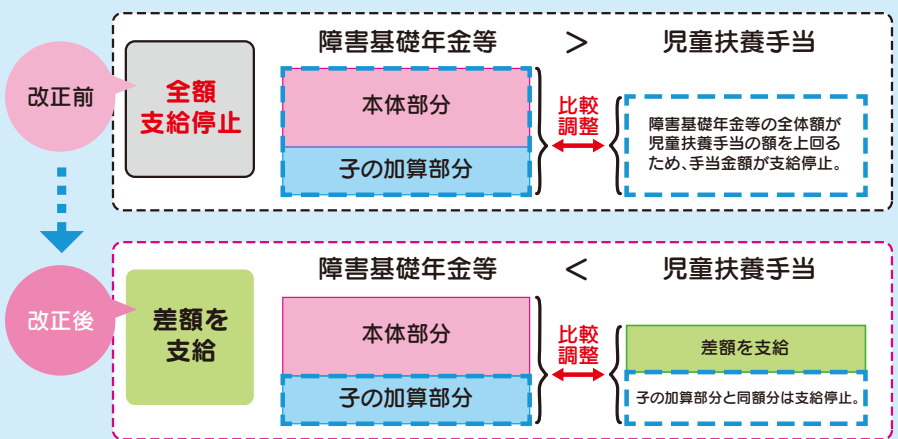 改正前
全額
支給停止
障害基礎年金等 > 児童扶養手当
本体部分
子の加算部分
比較
調整
障害基礎年金等の全体額が
児童扶養手当の額を上回る
ため、手当金額が支給停止。
改正後
差額を
支給
障害基礎年金等 < 児童扶養手当
本体部分
子の加算部分
比較
調整
差額を支給
子の加算部分と同額分は支給停止。